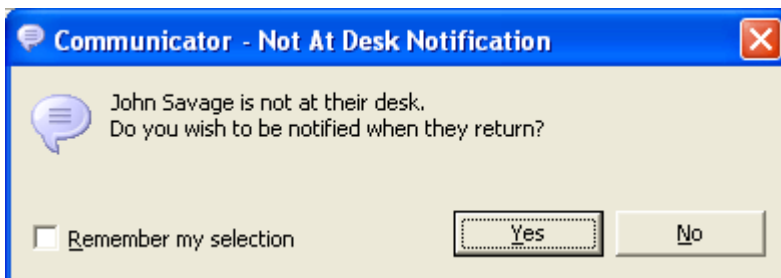 Communicator - Not At Desk Notification
John Savage is not at their desk.
Do you wish to be notified when they return?
Remember my selection
Yes
No